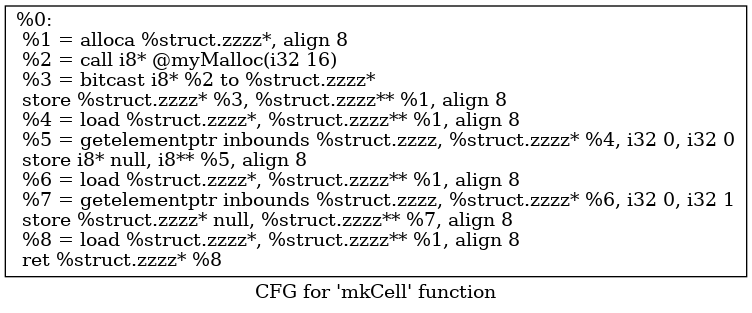 %0:
%1 = alloca %struct.zzzz*, align 8
%2 = call i8* @myMalloc(i32 16)
%3 = bitcast i8* %2 to %struct.zzzz*
store %struct.zzzz* %3, %struct.zzzz** %1, align 8
%4 = load %struct.zzzz*, %struct.zzzz** %1, align 8
%5 = getelementptr inbounds %struct.zzzz, %struct.zzzz* %4, i32 0, i32 0
store i8* null, i8** %5, align 8
%6 = load %struct.zzzz*, %struct.zzzz** %1, align 8
%7 = getelementptr inbounds %struct.zzzz, %struct.zzzz* %6, i32 0, i32 1
store %struct.zzzz* null, %struct.zzzz** %7, align 8
%8 = load %struct.zzzz*, %struct.zzzz** %1, align 8
ret %struct.zzzz* %8
CFG for 'mkCell' function